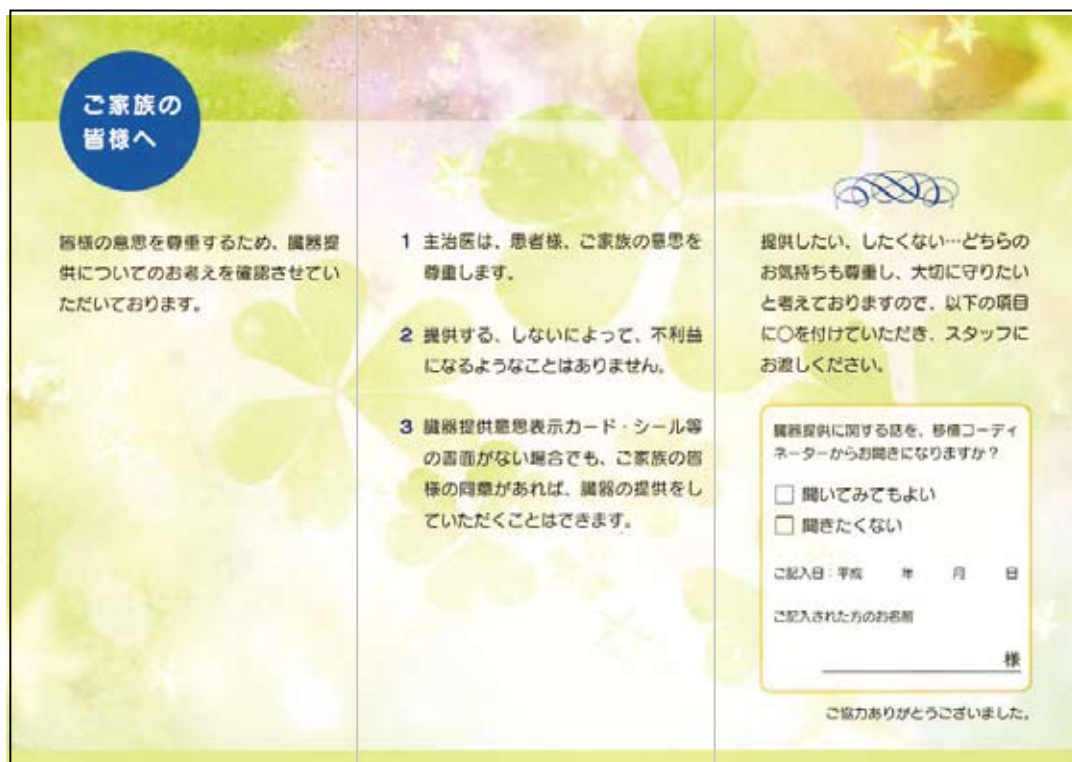 ご家族の
皆様へ
皆様の意思を尊重するため、臓器提
供についてのお考えを確認させてい
ただいております。
1 主治医は、患者様、ご家族の意思を
尊重します。
2 提供する、しないによって、不利益
になるようなことはありません。
3 臓器提供意思表示カード・シール等
の書面がない場合でも、ご家族の皆
様の同意があれば、臓器の提供をし
ていただくことはできます。
提供したい、したくない…どちらの
お気持ちも尊重し、大切に守りたい
と考えておりますので、以下の項目
に○を付けていただき、スタッフに
お渡しください。
臓器提供に関する話を、移植コーディ
ネーターからお聞きになりますか？
□ 聞いてみてもよい
□ 聞きたくない
ご記入日：平成 年 月 日
ご記入された方のお名前
様
ご協力ありがとうございました。